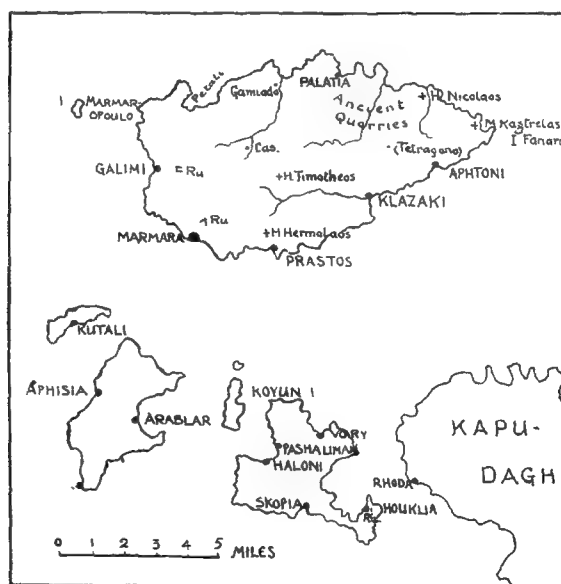 PALATIA
Petali
Gamiado
I MARMAR
OPOULO
Ancient
Quarries
+H Nicolaos
+M Kastrelas
I Fanar
Cas.
(Tetragono)
GALIMI
=Ru
+H Timotheos
APHTONI
KLAZAKI
Ru
MARMARA
+H Hermolaos
PRASTOS
KUTALI
APHISIA
KOYUN I
ARABLAR
VORY
KAPU-
PASHALIMAN
HALONI
DAGH
RHODA
SKOPIA
HOUKLIA
0 1 2 3 4 5 MILES